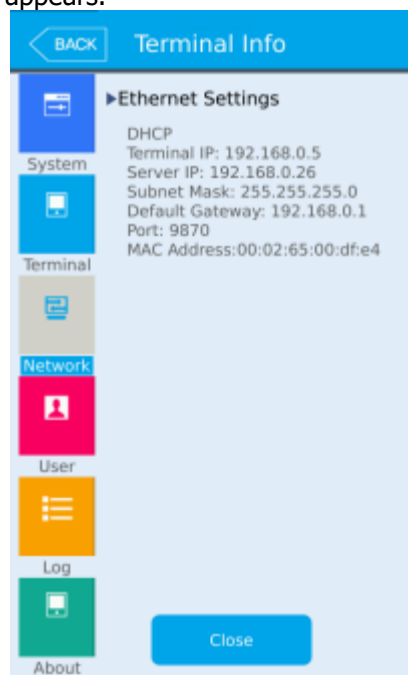 appears.
BACK
Terminal Info
System
Terminal
Network
User
Log
About
▶Ethernet Settings
DHCP
Terminal IP: 192.168.0.5
Server IP: 192.168.0.26
Subnet Mask: 255.255.255.0
Default Gateway: 192.168.0.1
Port: 9870
MAC Address:00:02:65:00:df:e4
Close